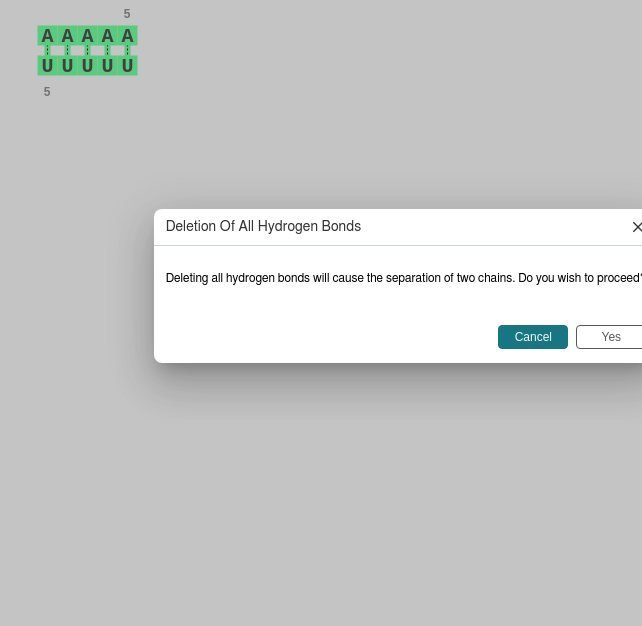 5
A A A A A
U U U U U
5
Deletion Of All Hydrogen Bonds
Deleting all hydrogen bonds will cause the separation of two chains. Do you wish to proceed?
Cancel
Yes